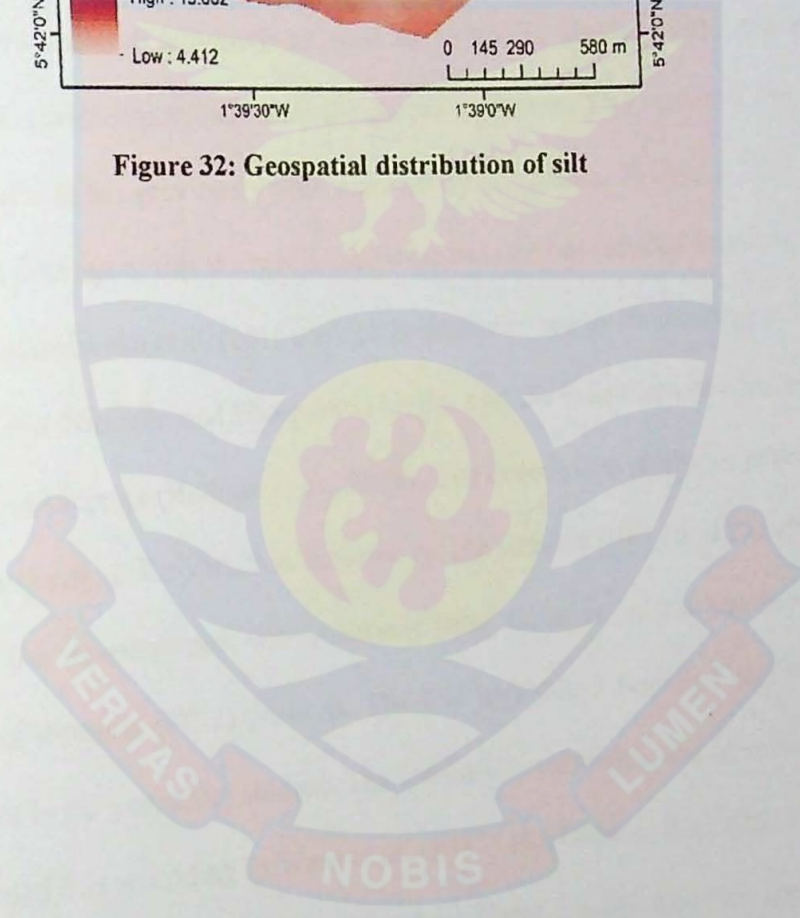 5°42'0"N
- Low : 4.412
0 145 290 580 m
5°42'0"N
1°39'30"W
1°39'0"W
Figure 32: Geospatial distribution of silt
VERITAS
NOBIS
LUMEN